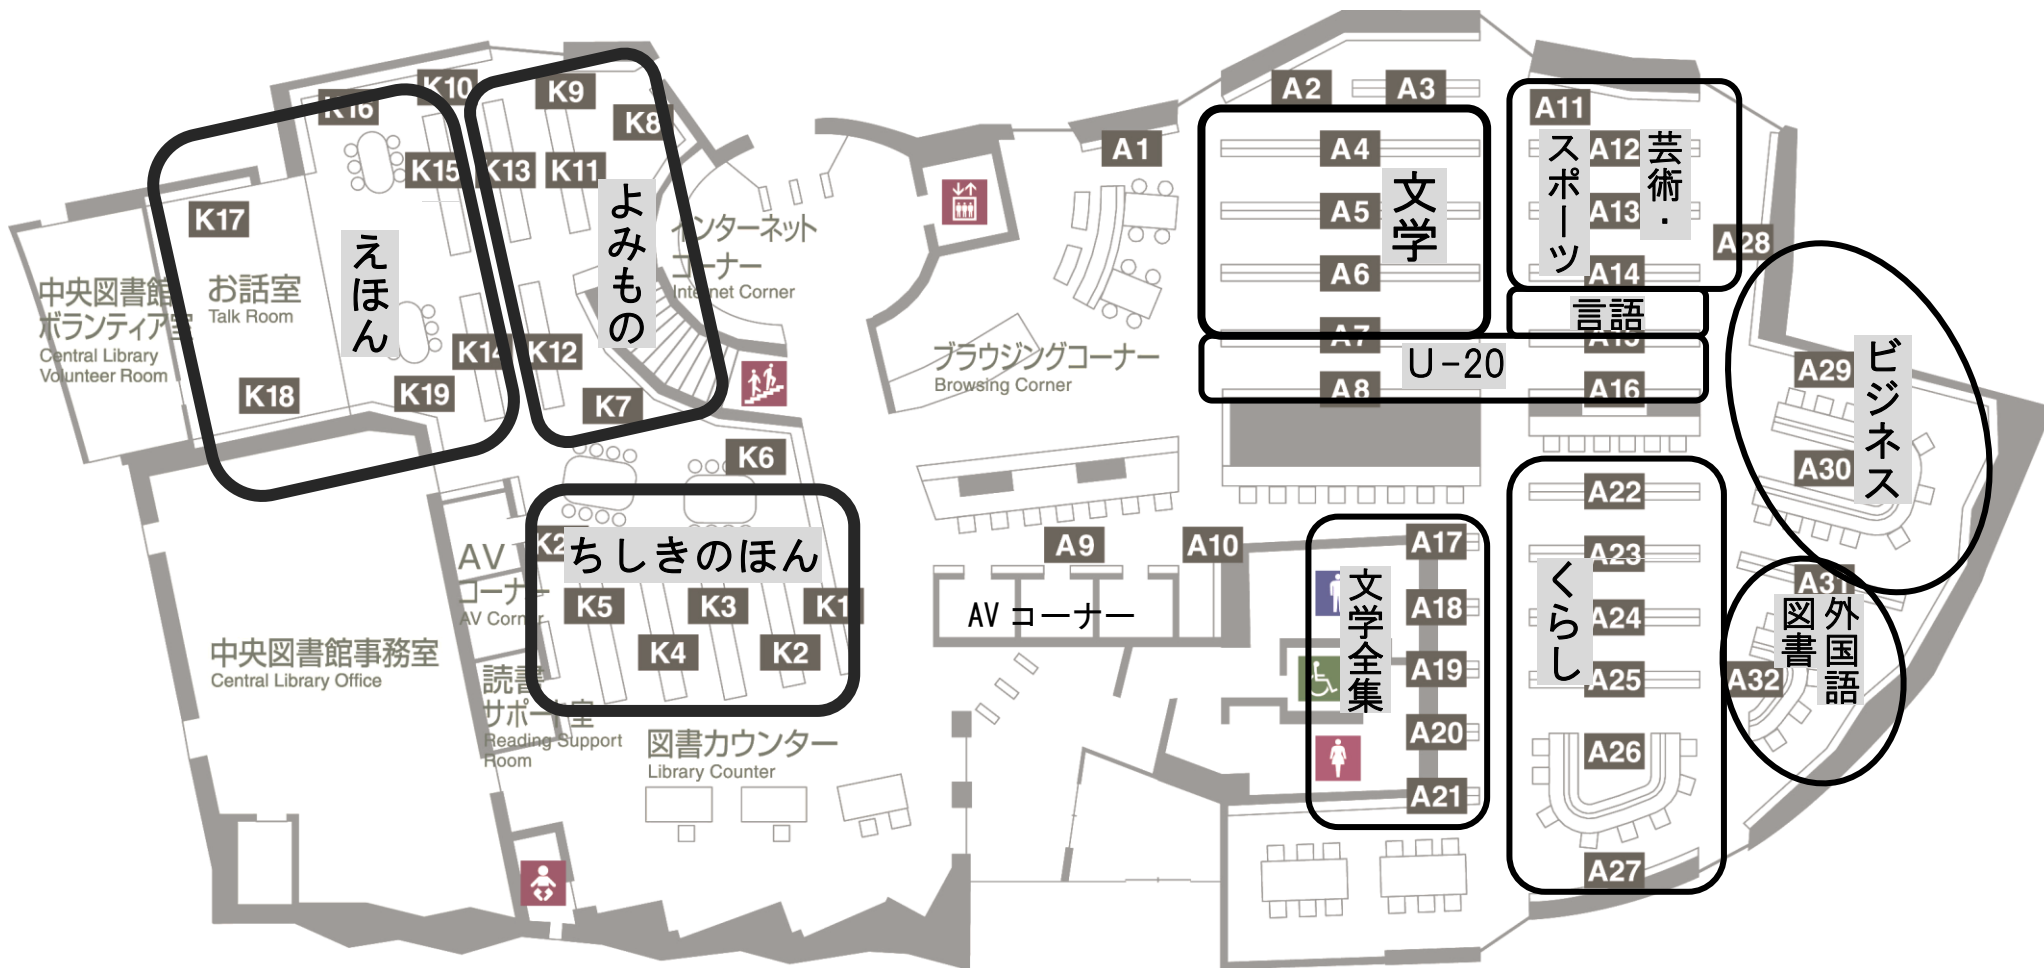 K10
K9
K16
K8
K15
K13
K11
K17
えほん
よみもの
お話室
Talk Room
中央図書館
ボランティア室
Central Library
Volunteer Room
インターネット
コーナー
Internet Corner
K14
K12
K18
K19
K7
K6
ちしきのほん
K5
K3
K1
K4
K2
AV
コーナー
AV Corner
中央図書館事務室
Central Library Office
読書
サポート室
Reading Support
Room
図書カウンター
Library Counter
ブラウジングコーナー
Browsing Corner
A1
A2
A3
A4
A5
A6
A7
A8
文学
A11
A12
A13
A14
芸術・
スポーツ
言語
A15
U-20
A16
A28
A29
A30
ビジネス
A31
A32
外国語
図書
A9
A10
AVコーナー
A17
A18
A19
A20
A21
文学全集
A22
A23
A24
A25
A26
A27
くらし